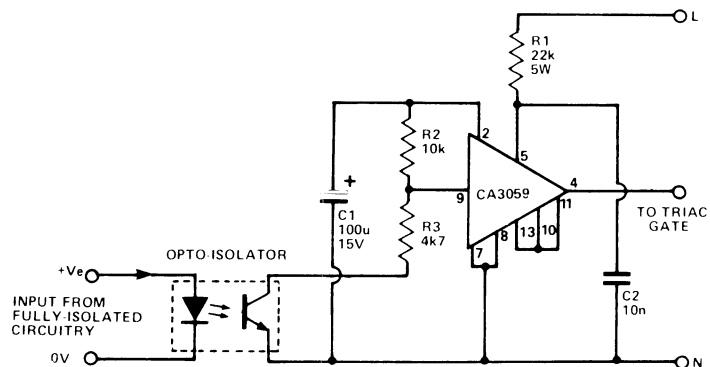 L
R1
22k
5W
R2
10k
2
5
4
9
CA3059
11
13
10
8
7
TO TRIAC
GATE
+
C1
100u
15V
R3
4k7
OPTO-ISOLATOR
+Ve
INPUT FROM
FULLY-ISOLATED
CIRCUITRY
0V
C2
10n
N